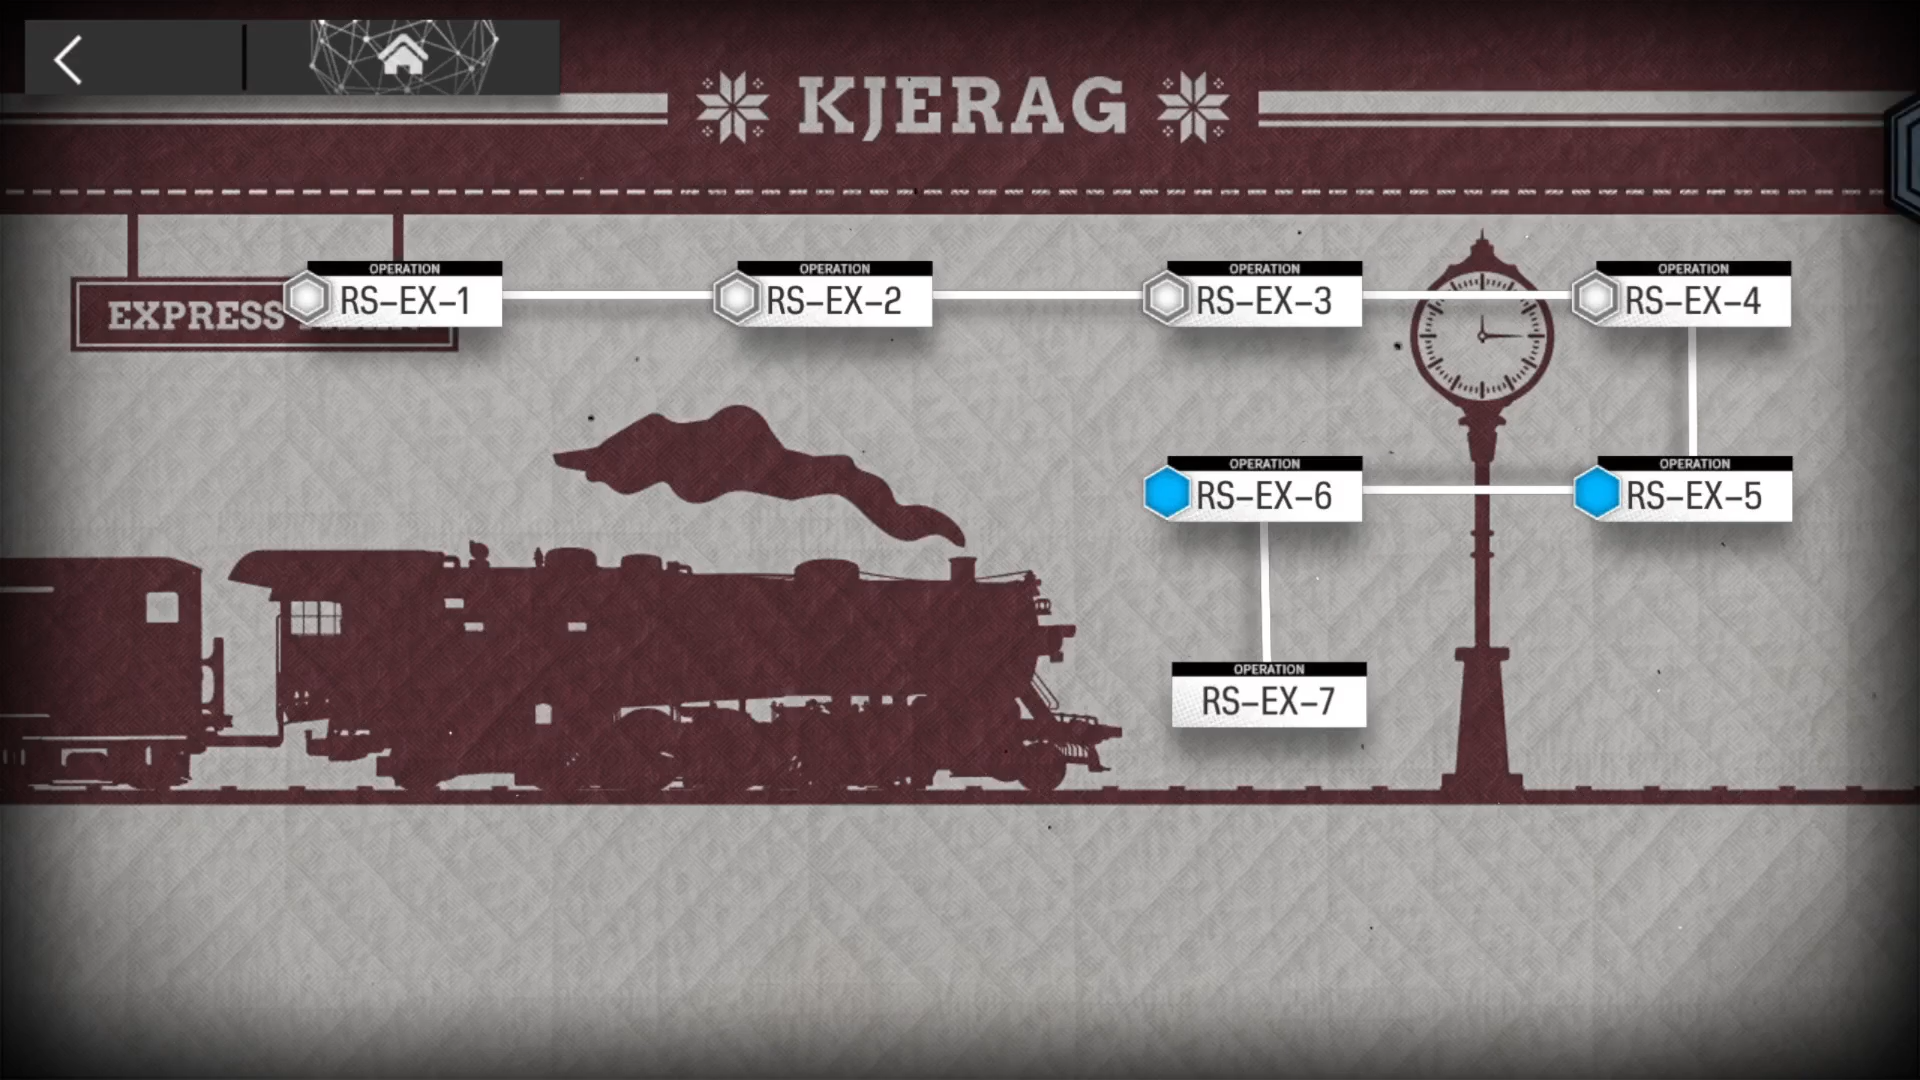 KJERAG
EXPRESS
OPERATION
RS-EX-1
OPERATION
RS-EX-2
OPERATION
RS-EX-3
OPERATION
RS-EX-4
OPERATION
RS-EX-6
OPERATION
RS-EX-5
OPERATION
RS-EX-7